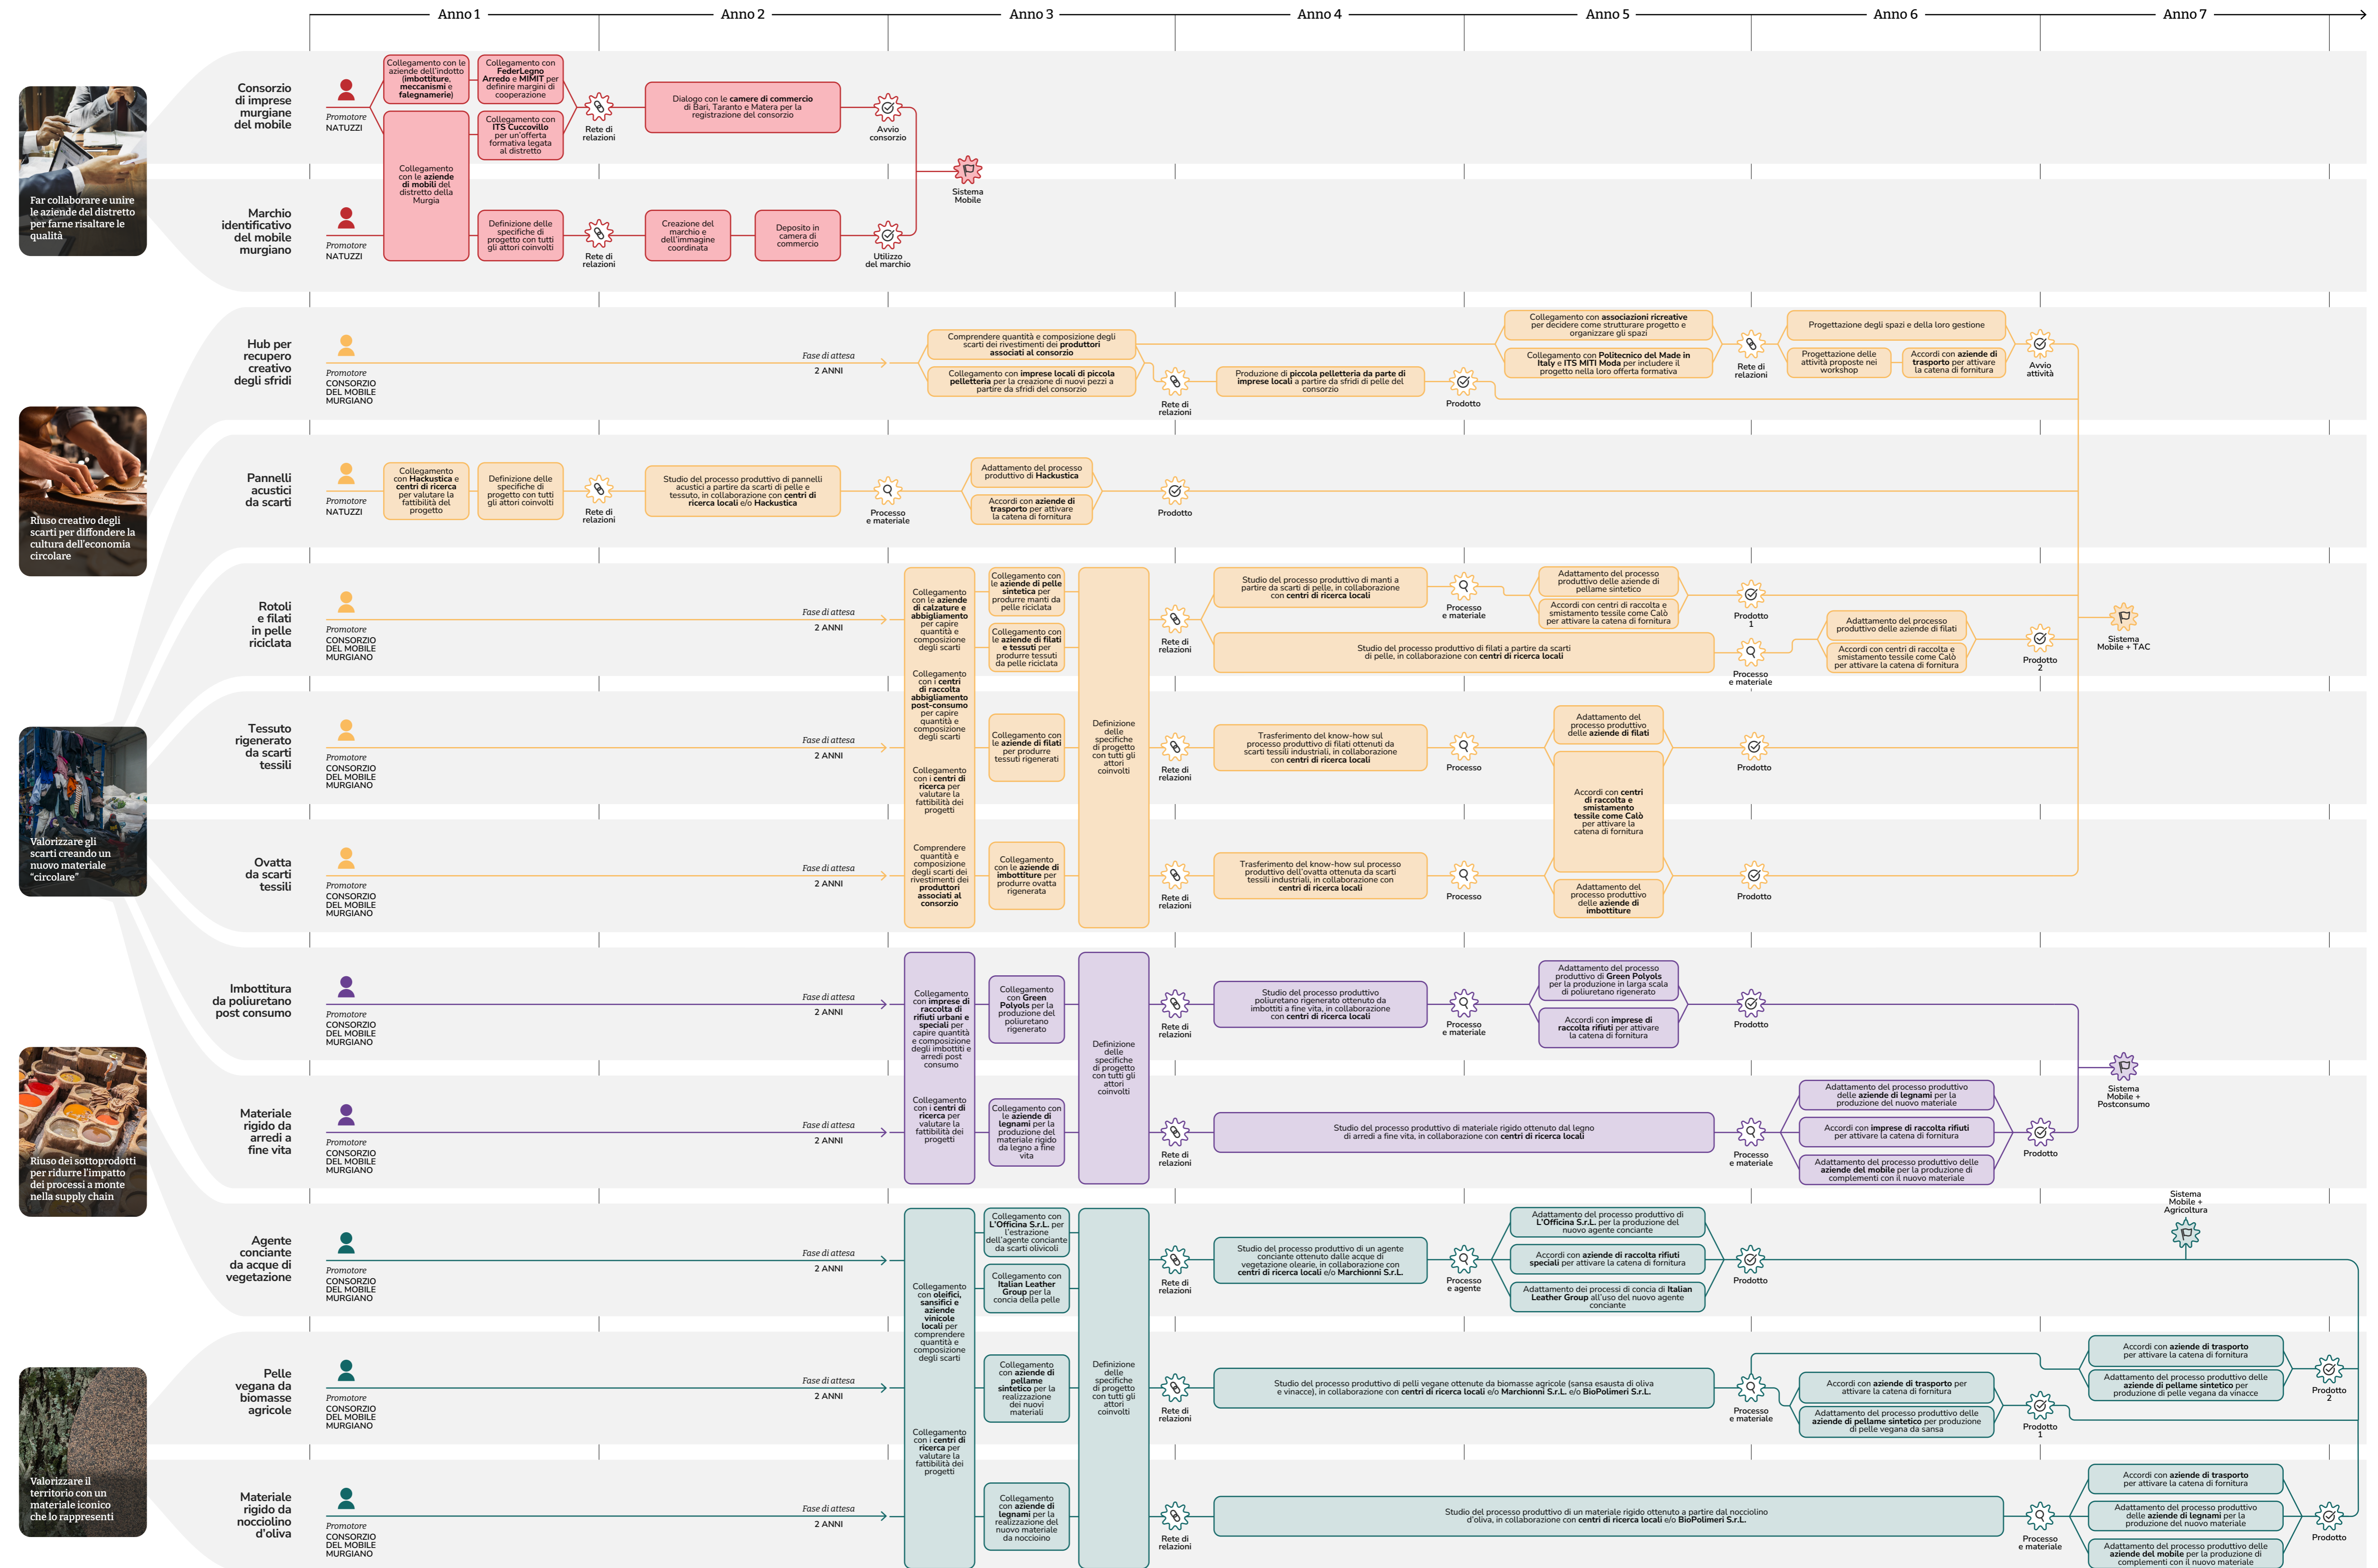 Anno 1
Anno 2
Anno 3
Anno 4
Anno 5
Anno 6
Anno 7
Far collaborare e unire
le aziende del distretto
per farne risaltare le
qualità
Consorzio
di imprese
murgiane
del mobile
Promotore
NATUZZI
Collegamento con le
aziende dell'indotto
(imbottiture,
meccanismi e
falegnamerie)
Collegamento con
FederLegno
Arredo e MIMIT per
definire margini di
cooperazione
Collegamento
con le aziende
di mobili del
distretto della
Murgia
Collegamento con
ITS Cuccovillo
per un'offerta
formativa legata
al distretto
Rete di
relazioni
Dialogo con le camere di commercio
di Bari, Taranto e Matera per la
registrazione del consorzio
Avvio
consorzio
Sistema
Mobile
Marchio
identificativo
del mobile
murgiano
Promotore
NATUZZI
Definizione delle
specifiche di
progetto con tutti
gli attori coinvolti
Rete di
relazioni
Creazione del
marchio e
dell'immagine
coordinata
Deposito in
camera di
commercio
Utilizzo
del marchio
Riuso creativo degli
scarti per diffondere la
cultura dell'economia
circolare
Hub per
recupero
creativo
degli sfridi
Promotore
CONSORZIO
DEL MOBILE
MURGIANO
Fase di attesa
2 ANNI
Comprendere quantità e composizione degli
scarti dei rivestimenti dei produttori
associati al consorzio
Collegamento con imprese locali di piccola
pelletteria per la creazione di nuovi pezzi a
partire da sfridi del consorzio
Rete di
relazioni
Produzione di piccola pelletteria da parte di
imprese locali a partire da sfridi di pelle del
consorzio
Prodotto
Collegamento con associazioni ricreative
per decidere come strutturare progetto e
organizzare gli spazi
Collegamento con Politecnico del Made in
Italy e ITS MITI Moda per includere il
progetto nella loro offerta formativa
Rete di
relazioni
Progettazione degli spazi e della loro gestione
Progettazione delle
attività proposte nei
workshop
Accordi con aziende di
trasporto per attivare
la catena di fornitura
Avvio
attività
Pannelli
acustici
da scarti
Promotore
NATUZZI
Collegamento
con Hackustica e
centri di ricerca
per valutare la
fattibilità del
progetto
Definizione delle
specifiche di
progetto con tutti
gli attori coinvolti
Rete di
relazioni
Studio del processo produttivo di pannelli
acustici a partire da scarti di pelle e
tessuto, in collaborazione con centri di
ricerca locali e/o Hackustica
Processo
e materiale
Adattamento del processo
produttivo di Hackustica
Accordi con aziende di
trasporto per attivare
la catena di fornitura
Prodotto
Rotoli
e filati
in pelle
riciclata
Promotore
CONSORZIO
DEL MOBILE
MURGIANO
Fase di attesa
2 ANNI
Collegamento
con le aziende
di calzature e
abbigliamento
per capire
quantità e
composizione
degli scarti
Collegamento
con i centri
di raccolta
abbigliamento
post-consumo
per capire
quantità e
composizione
degli scarti
Collegamento
con i centri di
ricerca per
valutare la
fattibilità dei
progetti
Comprendere
quantità e
composizione
degli scarti dei
rivestimenti dei
produttori
associati al
consorzio
Collegamento con
le aziende di pelle
sintetica per
produrre manti da
pelle riciclata
Collegamento con
le aziende di filati
e tessuti per
produrre tessuti
da pelle riciclata
Definizione
delle
specifiche
di progetto
con tutti gli
attori
coinvolti
Rete di
relazioni
Studio del processo produttivo di manti a
partire da scarti di pelle, in collaborazione
con centri di ricerca locali
Processo
e materiale
Adattamento del processo
produttivo delle aziende di
pellame sintetico
Accordi con centri di raccolta e
smistamento tessile come Calò
per attivare la catena di fornitura
Prodotto
1
Studio del processo produttivo di filati a partire da scarti
di pelle, in collaborazione con centri di ricerca locali
Processo
e materiale
Adattamento del processo
produttivo delle aziende di filati
Accordi con centri di raccolta e
smistamento tessile come Calò
per attivare la catena di fornitura
Prodotto
2
Sistema
Mobile + TAC
Valorizzare gli
scarti creando un
nuovo materiale
“circolare”
Tessuto
rigenerato
da scarti
tessili
Promotore
CONSORZIO
DEL MOBILE
MURGIANO
Fase di attesa
2 ANNI
Collegamento con
le aziende di filati
per produrre
tessuti rigenerati
Rete di
relazioni
Trasferimento del know-how sul
processo produttivo di filati ottenuti da
scarti tessili industriali, in collaborazione
con centri di ricerca locali
Processo
Adattamento del
processo produttivo
delle aziende di filati
Accordi con centri
di raccolta e
smistamento
tessile come Calò
per attivare la
catena di fornitura
Prodotto
Ovatta
da scarti
tessili
Promotore
CONSORZIO
DEL MOBILE
MURGIANO
Fase di attesa
2 ANNI
Collegamento
con le aziende di
imbottiture per
produrre ovatta
rigenerata
Rete di
relazioni
Trasferimento del know-how sul processo
produttivo dell'ovatta ottenuta da scarti
tessili industriali, in collaborazione con
centri di ricerca locali
Processo
Adattamento del
processo produttivo
delle aziende di
imbottiture
Prodotto
Imbottitura
da poliuretano
post consumo
Promotore
CONSORZIO
DEL MOBILE
MURGIANO
Fase di attesa
2 ANNI
Collegamento
con imprese di
raccolta di
rifiuti urbani e
speciali per
capire quantità
e composizione
degli imbottiti e
arredi post
consumo
Collegamento
con i centri di
ricerca per
valutare la
fattibilità dei
progetti
Collegamento
con Green
Polyols per la
produzione del
poliuretano
rigenerato
Definizione
delle
specifiche
di progetto
con tutti gli
attori
coinvolti
Rete di
relazioni
Studio del processo produttivo
poliuretano rigenerato ottenuto da
imbottiti a fine vita, in collaborazione
con centri di ricerca locali
Processo
e materiale
Adattamento del processo
produttivo di Green Polyols
per la produzione in larga scala
di poliuretano rigenerato
Accordi con imprese di
raccolta rifiuti per attivare
la catena di fornitura
Prodotto
Sistema
Mobile +
Postconsumo
Riuso dei sottoprodotti
per ridurre l'impatto
dei processi a monte
nella supply chain
Materiale
rigido da
arredi a
fine vita
Promotore
CONSORZIO
DEL MOBILE
MURGIANO
Fase di attesa
2 ANNI
Collegamento con
le aziende di
legnami per la
produzione del
materiale rigido
da legno a fine
vita
Rete di
relazioni
Studio del processo produttivo di materiale rigido ottenuto dal legno
di arredi a fine vita, in collaborazione con centri di ricerca locali
Processo
e materiale
Adattamento del processo produttivo
delle aziende di legnami per la
produzione del nuovo materiale
Accordi con imprese di raccolta rifiuti
per attivare la catena di fornitura
Adattamento del processo produttivo delle
aziende del mobile per la produzione di
complementi con il nuovo materiale
Prodotto
Agente
conciante
da acque di
vegetazione
Promotore
CONSORZIO
DEL MOBILE
MURGIANO
Fase di attesa
2 ANNI
Collegamento
con oleifici,
sansifici e
aziende
vinicole
locali per
comprendere
quantità e
composizione
degli scarti
Collegamento
con i centri di
ricerca per
valutare la
fattibilità dei
progetti
Collegamento con
L'Officina S.r.L. per
l'estrazione
dell'agente conciante
da scarti olivicoli
Collegamento con
Italian Leather
Group per la
concia della pelle
Definizione
delle
specifiche
di progetto
con tutti gli
attori
coinvolti
Rete di
relazioni
Studio del processo produttivo di un agente
conciante ottenuto dalle acque di
vegetazione olearie, in collaborazione con
centri di ricerca locali e/o Marchionni S.r.L.
Processo
e agente
Adattamento del processo produttivo di
L'Officina S.r.L. per la produzione del
nuovo agente conciante
Accordi con aziende di raccolta rifiuti
speciali per attivare la catena di fornitura
Adattamento dei processi di concia di Italian
Leather Group all'uso del nuovo agente
conciante
Prodotto
Sistema
Mobile +
Agricoltura
Valorizzare il
territorio con un
materiale iconico
che lo rappresenti
Pelle
vegana da
biomasse
agricole
Promotore
CONSORZIO
DEL MOBILE
MURGIANO
Fase di attesa
2 ANNI
Collegamento
con aziende di
pellame
sintetico per la
realizzazione
dei nuovi
materiali
Rete di
relazioni
Studio del processo produttivo di pelli vegane ottenute da biomasse agricole (sansa esausta di oliva
e vinacce), in collaborazione con centri di ricerca locali e/o Marchionni S.r.L. e/o BioPolimeri S.r.L.
Processo
e materiale
Accordi con aziende di trasporto per
attivare la catena di fornitura
Adattamento del processo produttivo delle
aziende di pellame sintetico per produzione
di pelle vegana da sansa
Prodotto
1
Accordi con aziende di trasporto
per attivare la catena di fornitura
Adattamento del processo produttivo delle
aziende di pellame sintetico per
produzione di pelle vegana da vinacce
Prodotto
2
Materiale
rigido da
nocciolino
d'oliva
Promotore
CONSORZIO
DEL MOBILE
MURGIANO
Fase di attesa
2 ANNI
Collegamento
con aziende di
legnami per la
realizzazione del
nuovo materiale
da noccioino
Rete di
relazioni
Studio del processo produttivo di un materiale rigido ottenuto a partire dal nocciolino
d'oliva, in collaborazione con centri di ricerca locali e/o BioPolimeri S.r.L.
Processo
e materiale
Accordi con aziende di trasporto
per attivare la catena di fornitura
Adattamento del processo produttivo
delle aziende di legnami per la
produzione del nuovo materiale
Adattamento del processo produttivo delle
aziende del mobile per la produzione di
complementi con il nuovo materiale
Prodotto